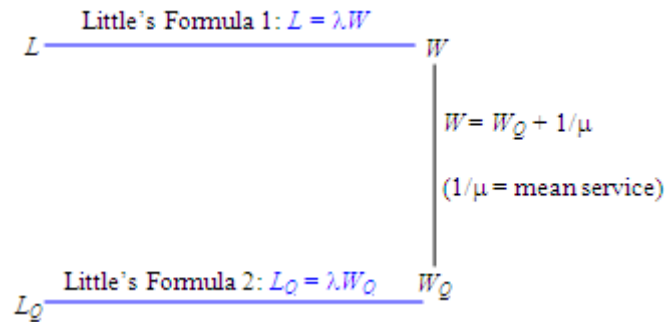 Little's Formula 1: L = λW
L W
W = W_Q + 1/μ
(1/μ = mean service)
Little's Formula 2: L_Q = λW_Q
L_Q W_Q